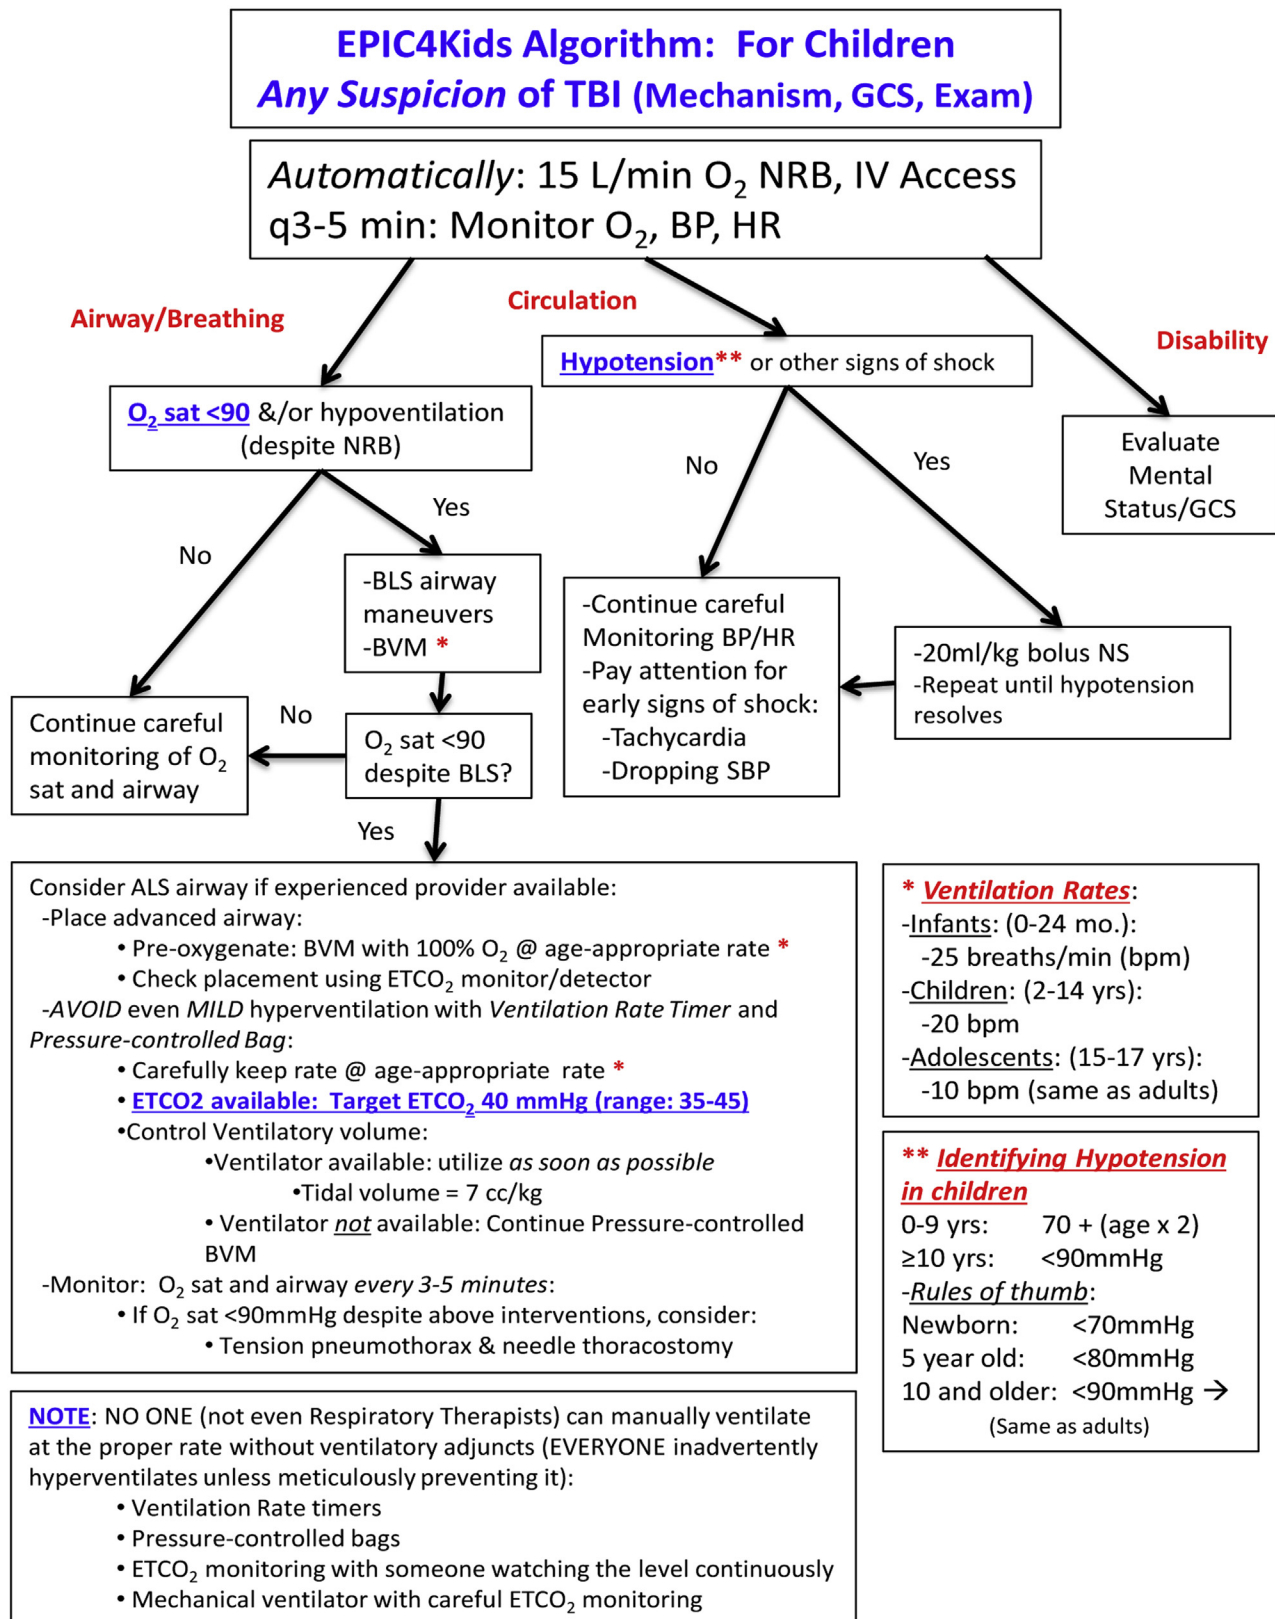 EPIC4Kids Algorithm: For Children
Any Suspicion of TBI (Mechanism, GCS, Exam)
Automatically: 15 L/min O₂ NRB, IV Access
q3-5 min: Monitor O₂, BP, HR
Airway/Breathing
Circulation
Disability
O₂ sat <90 &/or hypoventilation
(despite NRB)
Hypotension** or other signs of shock
Evaluate
Mental
Status/GCS
No
Yes
No
Yes
-BLS airway
maneuvers
-BVM *
-Continue careful
Monitoring BP/HR
-Pay attention for
early signs of shock:
-Tachycardia
-Dropping SBP
-20ml/kg bolus NS
-Repeat until hypotension
resolves
Continue careful
monitoring of O₂
sat and airway
No
O₂ sat <90
despite BLS?
Yes
Consider ALS airway if experienced provider available:
-Place advanced airway:
• Pre-oxygenate: BVM with 100% O₂ @ age-appropriate rate *
• Check placement using ETCO₂ monitor/detector
-AVOID even MILD hyperventilation with Ventilation Rate Timer and
Pressure-controlled Bag:
• Carefully keep rate @ age-appropriate rate *
• ETCO2 available: Target ETCO₂ 40 mmHg (range: 35-45)
•Control Ventilatory volume:
•Ventilator available: utilize as soon as possible
•Tidal volume = 7 cc/kg
• Ventilator not available: Continue Pressure-controlled
BVM
-Monitor: O₂ sat and airway every 3-5 minutes:
• If O₂ sat <90mmHg despite above interventions, consider:
• Tension pneumothorax & needle thoracostomy
* Ventilation Rates:
-Infants: (0-24 mo.):
-25 breaths/min (bpm)
-Children: (2-14 yrs):
-20 bpm
-Adolescents: (15-17 yrs):
-10 bpm (same as adults)
** Identifying Hypotension
in children
0-9 yrs: 70 + (age x 2)
≥10 yrs: <90mmHg
-Rules of thumb:
Newborn: <70mmHg
5 year old: <80mmHg
10 and older: <90mmHg →
(Same as adults)
NOTE: NO ONE (not even Respiratory Therapists) can manually ventilate
at the proper rate without ventilatory adjuncts (EVERYONE inadvertently
hyperventilates unless meticulously preventing it):
• Ventilation Rate timers
• Pressure-controlled bags
• ETCO₂ monitoring with someone watching the level continuously
• Mechanical ventilator with careful ETCO₂ monitoring